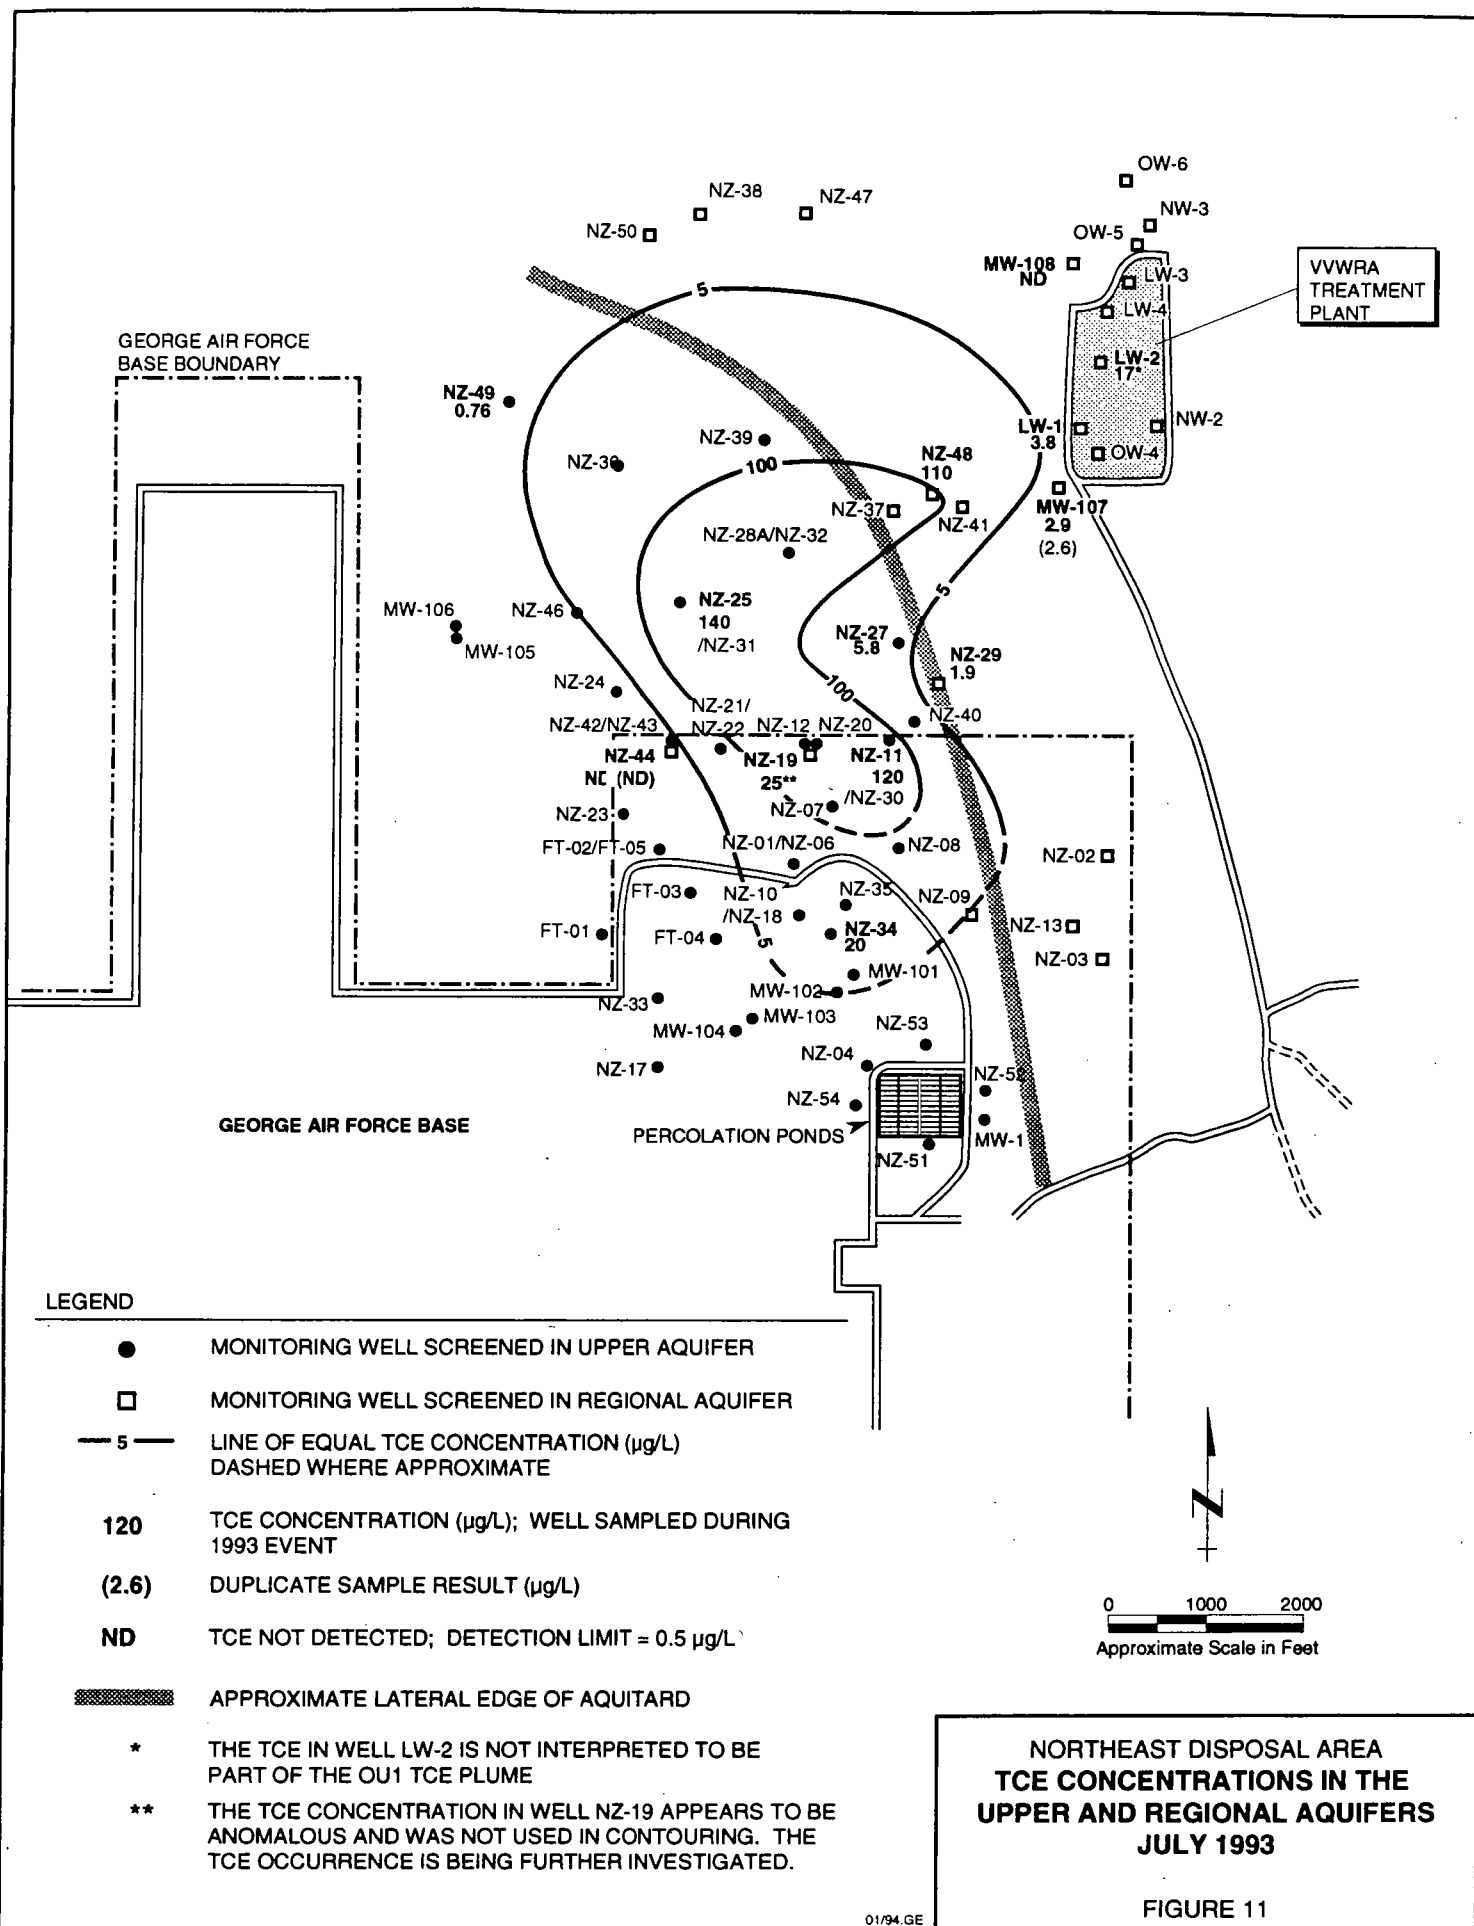 OW-6
NZ-38
NZ-47
NW-3
NZ-50
OW-5
MW-108
ND
LW-3
VVWRA
TREATMENT
PLANT
5
LW-4
GEORGE AIR FORCE
BASE BOUNDARY
LW-2
17*
NZ-49
0.76
LW-1
3.8
NW-2
NZ-39
OW-4
NZ-48
110
NZ-36
100
NZ-37
NZ-41
MW-107
2.9
(2.6)
NZ-28A/NZ-32
5
MW-106
NZ-46
NZ-25
140
/NZ-31
MW-105
NZ-27
5.8
NZ-29
1.9
NZ-24
100
NZ-21/
NZ-22
NZ-42/NZ-43
NZ-12
NZ-20
NZ-40
NZ-44
ND (ND)
NZ-19
25**
NZ-11
120
/NZ-30
NZ-07
NZ-23
FT-02/FT-05
NZ-01/NZ-06
NZ-08
NZ-02
FT-03
NZ-10
/NZ-18
NZ-35
NZ-09
FT-01
FT-04
5
NZ-34
20
NZ-13
NZ-03
MW-101
MW-102
NZ-33
MW-103
MW-104
NZ-53
NZ-04
NZ-17
NZ-52
NZ-54
GEORGE AIR FORCE BASE
PERCOLATION PONDS
MW-1
NZ-51
LEGEND
MONITORING WELL SCREENED IN UPPER AQUIFER
MONITORING WELL SCREENED IN REGIONAL AQUIFER
5 LINE OF EQUAL TCE CONCENTRATION (µg/L)
DASHED WHERE APPROXIMATE
120 TCE CONCENTRATION (µg/L); WELL SAMPLED DURING
1993 EVENT
(2.6) DUPLICATE SAMPLE RESULT (µg/L)
ND TCE NOT DETECTED; DETECTION LIMIT = 0.5 µg/L
APPROXIMATE LATERAL EDGE OF AQUITARD
* THE TCE IN WELL LW-2 IS NOT INTERPRETED TO BE
PART OF THE OU1 TCE PLUME
** THE TCE CONCENTRATION IN WELL NZ-19 APPEARS TO BE
ANOMALOUS AND WAS NOT USED IN CONTOURING. THE
TCE OCCURRENCE IS BEING FURTHER INVESTIGATED.
N
0 1000 2000
Approximate Scale in Feet
NORTHEAST DISPOSAL AREA
TCE CONCENTRATIONS IN THE
UPPER AND REGIONAL AQUIFERS
JULY 1993
FIGURE 11
01/94.GE